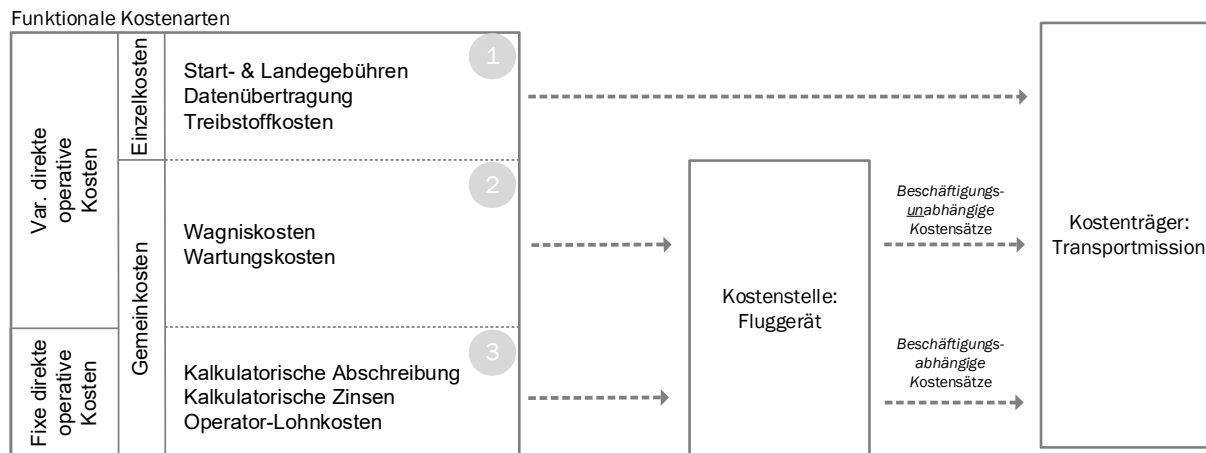 Funktionale Kostenarten
Var. direkte
operative
Kosten
Einzelkosten
1
Start- & Landegebühren
Datenübertragung
Treibstoffkosten
Gemeinkosten
2
Wagniskosten
Wartungskosten
Fixe direkte
operative
Kosten
3
Kalkulatorische Abschreibung
Kalkulatorische Zinsen
Operator-Lohnkosten
Kostenstelle:
Fluggerät
Beschäftigungs-
unabhängige
Kostensätze
Beschäftigungs-
abhängige
Kostensätze
Kostenträger:
Transportmission